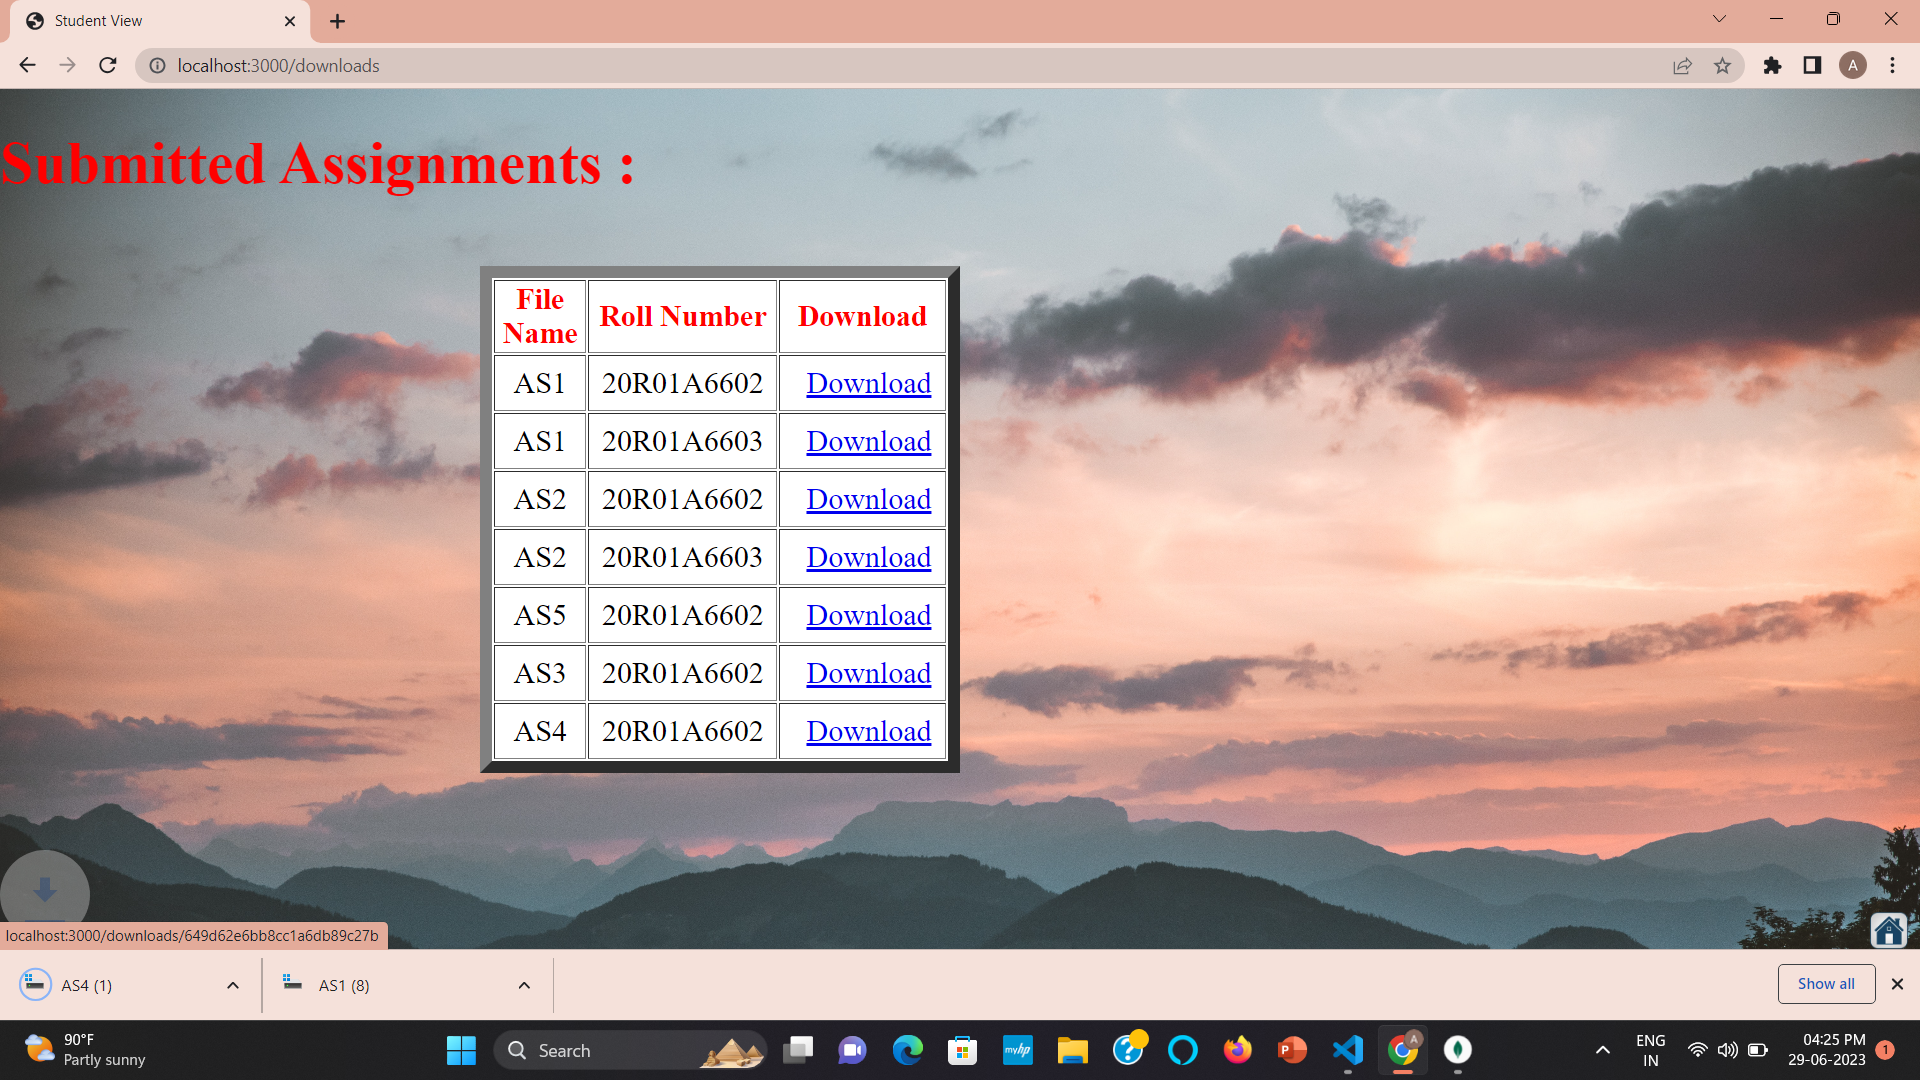 Student View
localhost:3000/downloads
A
Submitted Assignments :
File Name Roll Number Download
AS1 20R01A6602 Download
AS1 20R01A6603 Download
AS2 20R01A6602 Download
AS2 20R01A6603 Download
AS5 20R01A6602 Download
AS3 20R01A6602 Download
AS4 20R01A6602 Download
localhost:3000/downloads/649d62e6bb8cc1a6db89c27b
AS4 (1) AS1 (8) Show all
90°F
Partly sunny
Search
myhp
?
P
A
ENG
IN
04:25 PM
29-06-2023
1